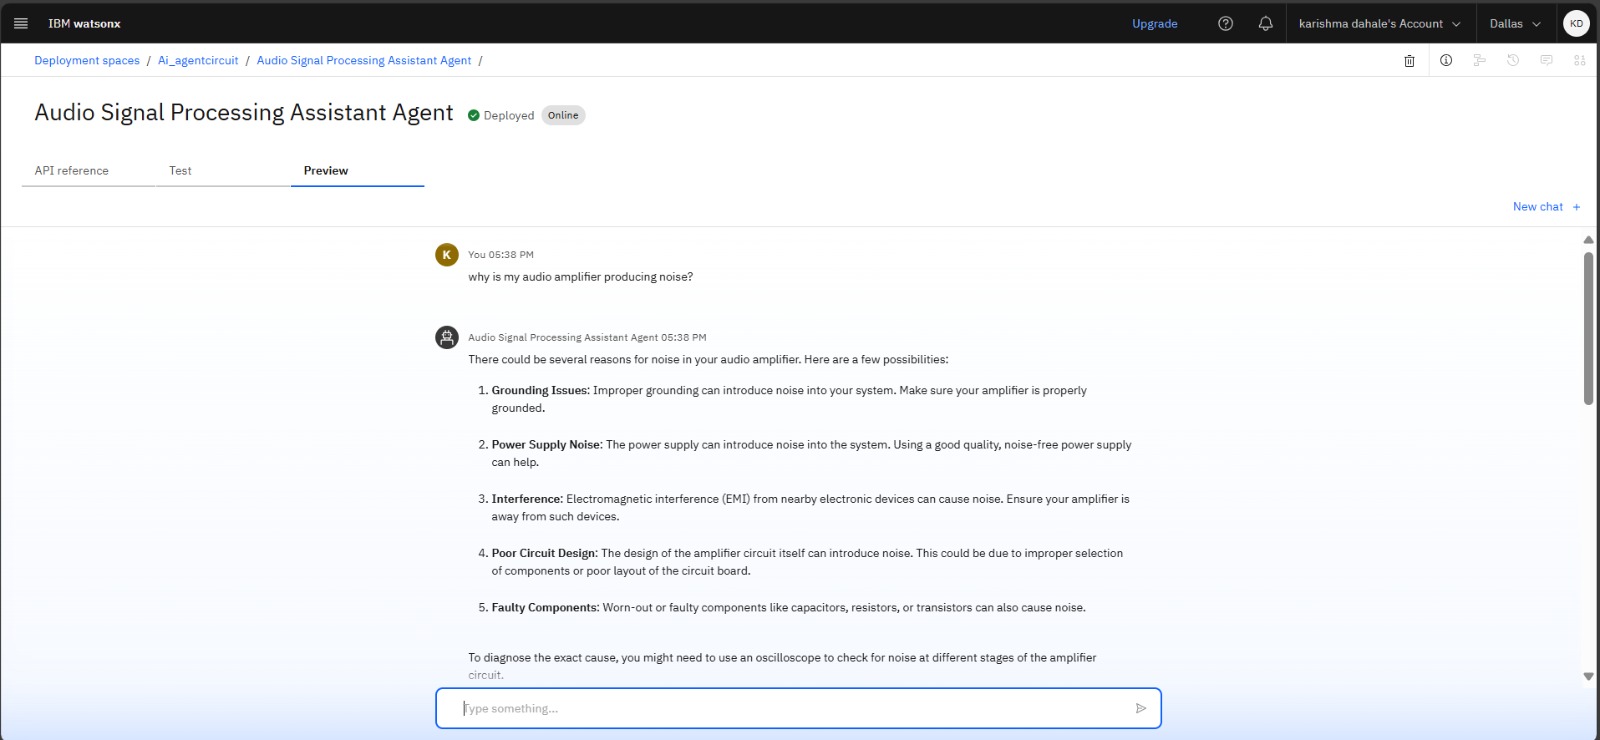 IBM watsonx
Upgrade
karishma dahale's Account
Dallas
KD
Deployment spaces / Ai_agentcircuit / Audio Signal Processing Assistant Agent /
Audio Signal Processing Assistant Agent
Deployed
Online
API reference
Test
Preview
New chat +
K
You 05:38 PM
why is my audio amplifier producing noise?
Audio Signal Processing Assistant Agent 05:38 PM
There could be several reasons for noise in your audio amplifier. Here are a few possibilities:
1. Grounding Issues: Improper grounding can introduce noise into your system. Make sure your amplifier is properly
grounded.
2. Power Supply Noise: The power supply can introduce noise into the system. Using a good quality, noise-free power supply
can help.
3. Interference: Electromagnetic interference (EMI) from nearby electronic devices can cause noise. Ensure your amplifier is
away from such devices.
4. Poor Circuit Design: The design of the amplifier circuit itself can introduce noise. This could be due to improper selection
of components or poor layout of the circuit board.
5. Faulty Components: Worn-out or faulty components like capacitors, resistors, or transistors can also cause noise.
To diagnose the exact cause, you might need to use an oscilloscope to check for noise at different stages of the amplifier
circuit.
Type something...